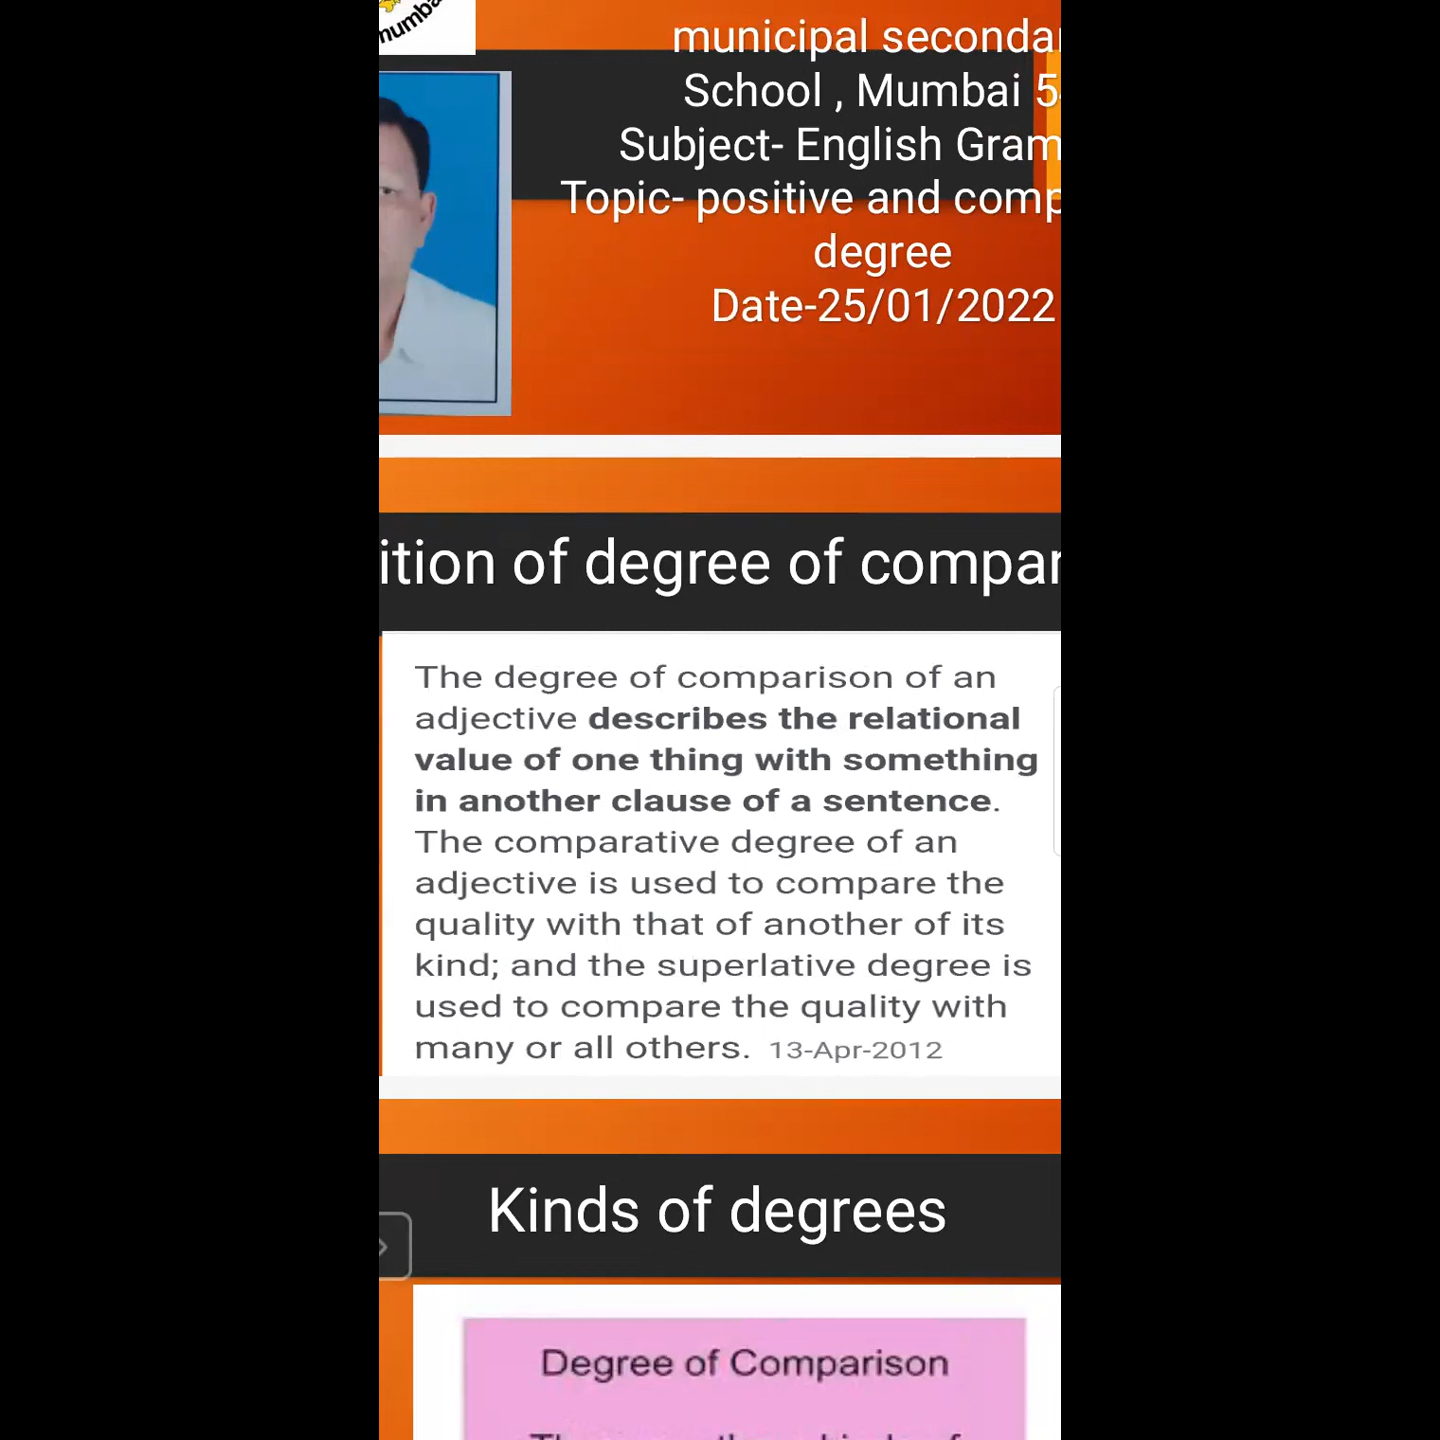 mumba
municipal seconda
School , Mumbai 5
Subject- English Gram
Topic- positive and comp
degree
Date-25/01/2022
ition of degree of compar
The degree of comparison of an
adjective describes the relational
value of one thing with something
in another clause of a sentence.
The comparative degree of an
adjective is used to compare the
quality with that of another of its
kind; and the superlative degree is
used to compare the quality with
many or all others. 13-Apr-2012
Kinds of degrees
Degree of Comparison